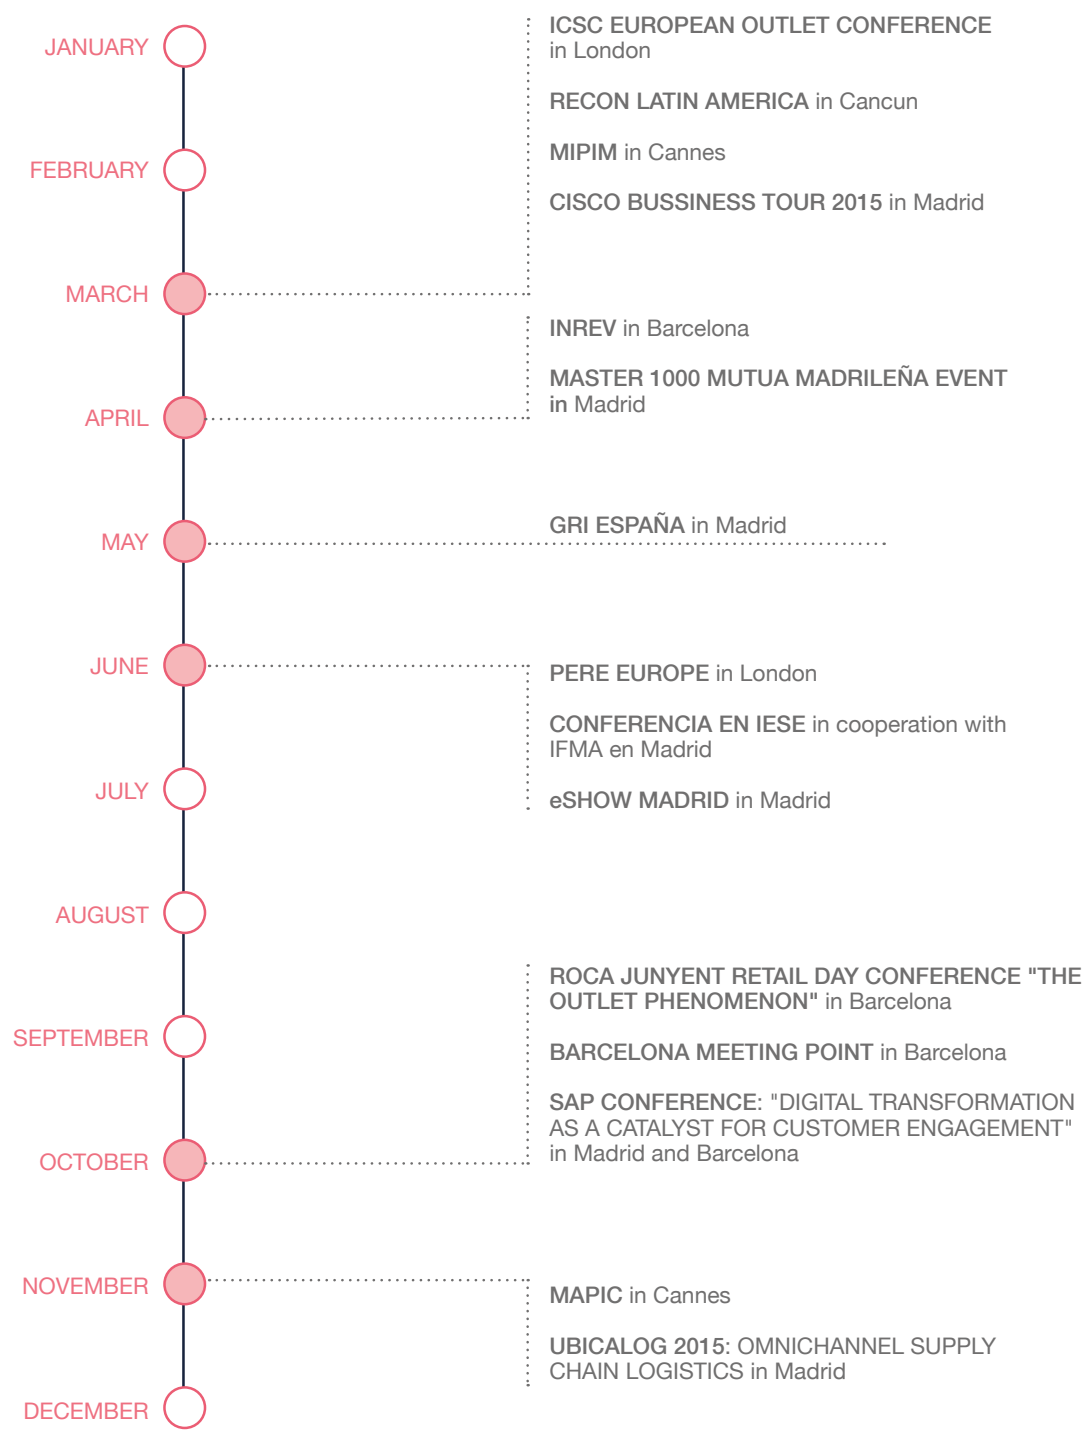 JANUARY
FEBRUARY
MARCH
ICSC EUROPEAN OUTLET CONFERENCE
in London
RECON LATIN AMERICA in Cancun
MIPIM in Cannes
CISCO BUSSINESS TOUR 2015 in Madrid
APRIL
INREV in Barcelona
MASTER 1000 MUTUA MADRILEÑA EVENT
in Madrid
MAY
GRI ESPAÑA in Madrid
JUNE
PERE EUROPE in London
CONFERENCIA EN IESE in cooperation with
IFMA en Madrid
eSHOW MADRID in Madrid
JULY
AUGUST
SEPTEMBER
OCTOBER
ROCA JUNYENT RETAIL DAY CONFERENCE "THE
OUTLET PHENOMENON" in Barcelona
BARCELONA MEETING POINT in Barcelona
SAP CONFERENCE: "DIGITAL TRANSFORMATION
AS A CATALYST FOR CUSTOMER ENGAGEMENT"
in Madrid and Barcelona
NOVEMBER
MAPIC in Cannes
UBICALOG 2015: OMNICHANNEL SUPPLY
CHAIN LOGISTICS in Madrid
DECEMBER